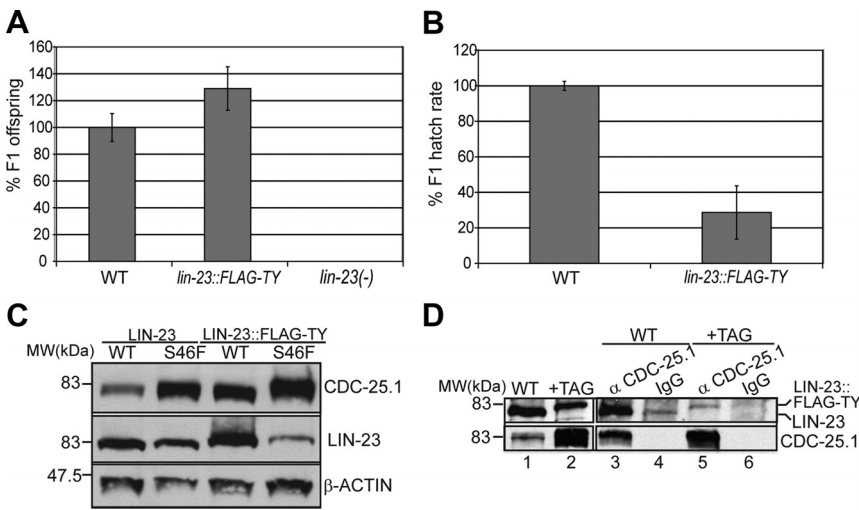 A
% F1 offspring
160
140
120
100
80
60
40
20
0
WT
lin-23::FLAG-TY
lin-23(-)
B
% F1 hatch rate
120
100
80
60
40
20
0
WT
lin-23::FLAG-TY
C
LIN-23 LIN-23::FLAG-TY
MW(kDa) WT S46F WT S46F
83 CDC-25.1
83 LIN-23
47.5 β-ACTIN
D
WT +TAG
α CDC-25.1 IgG α CDC-25.1 IgG
MW(kDa) WT +TAG LIN-23::
83 FLAG-TY
LIN-23
83 CDC-25.1
1 2 3 4 5 6